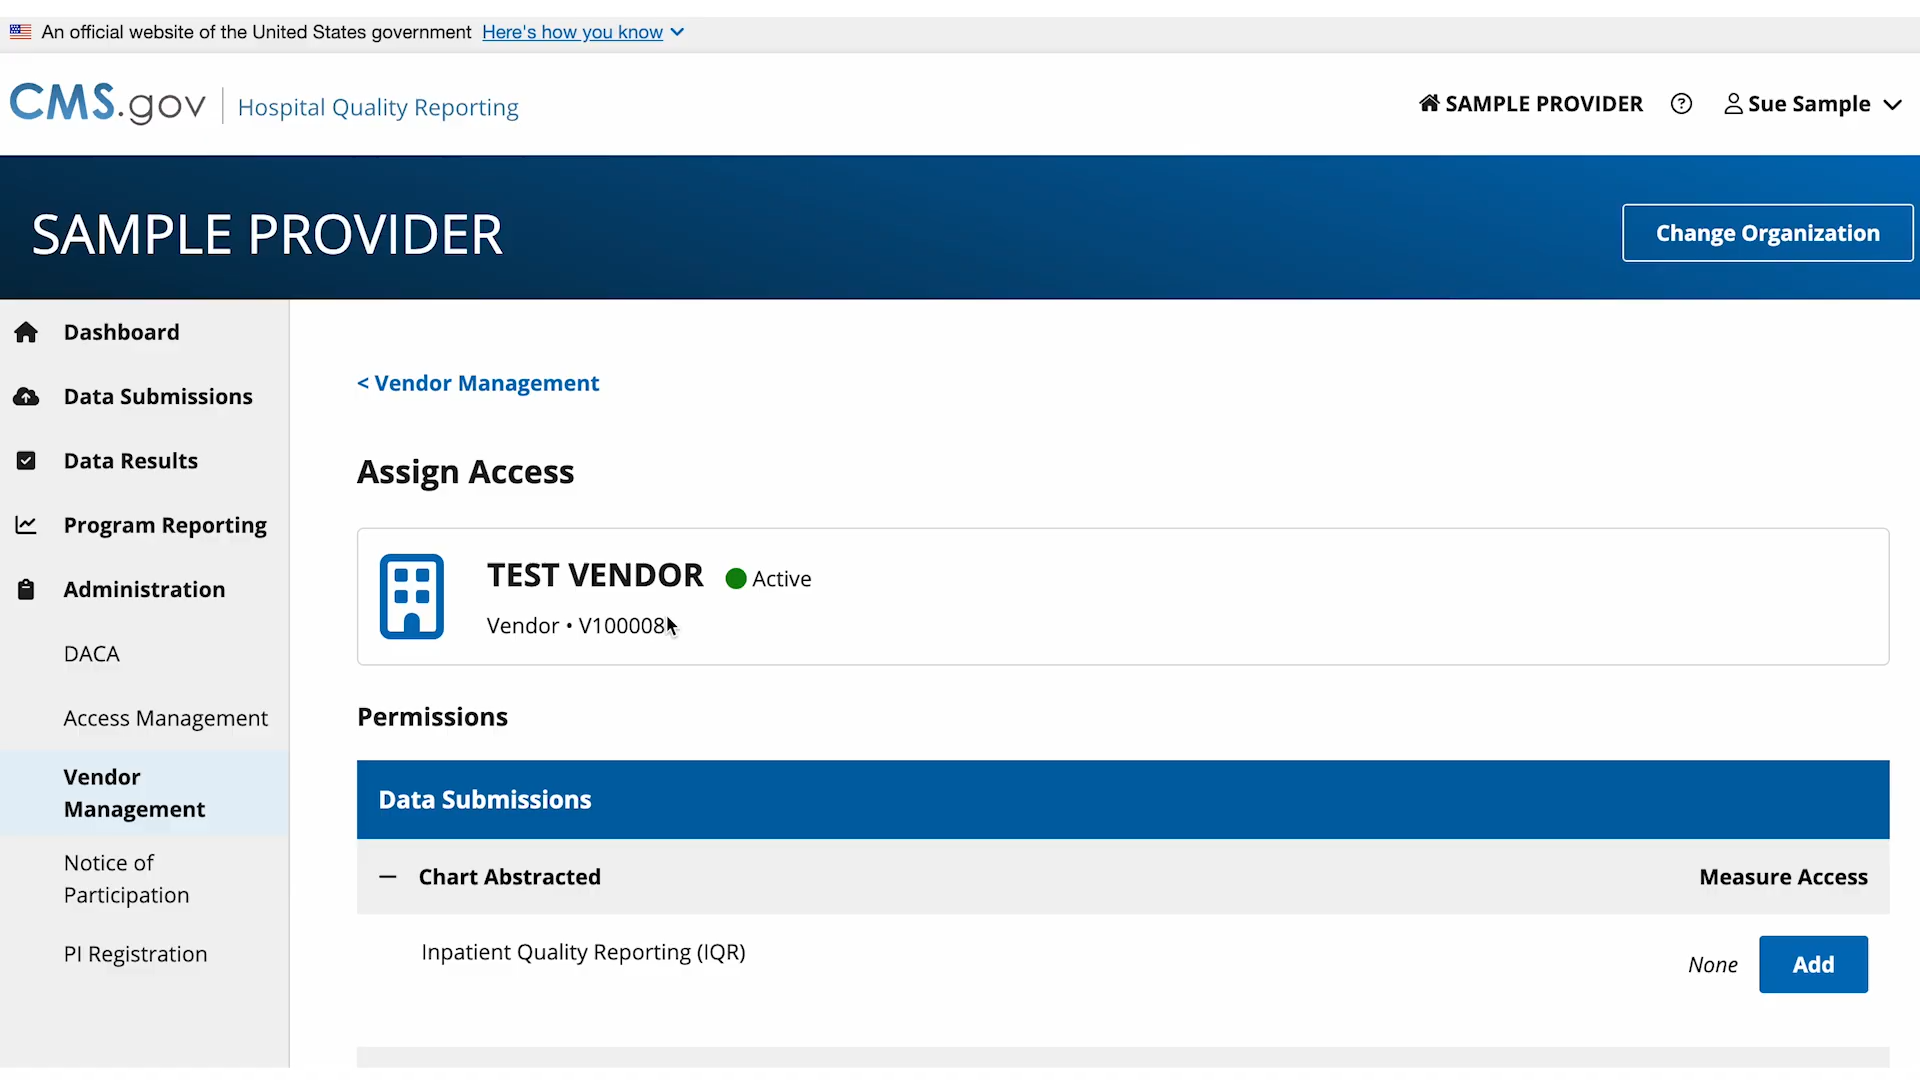 An official website of the United States government Here's how you know
CMS.gov Hospital Quality Reporting
SAMPLE PROVIDER
Sue Sample
SAMPLE PROVIDER
Change Organization
Dashboard
Data Submissions
Data Results
Program Reporting
Administration
DACA
Access Management
Vendor
Management
Notice of
Participation
PI Registration
< Vendor Management
Assign Access
TEST VENDOR Active
Vendor • V100008
Permissions
Data Submissions
Chart Abstracted Measure Access
Inpatient Quality Reporting (IQR) None Add